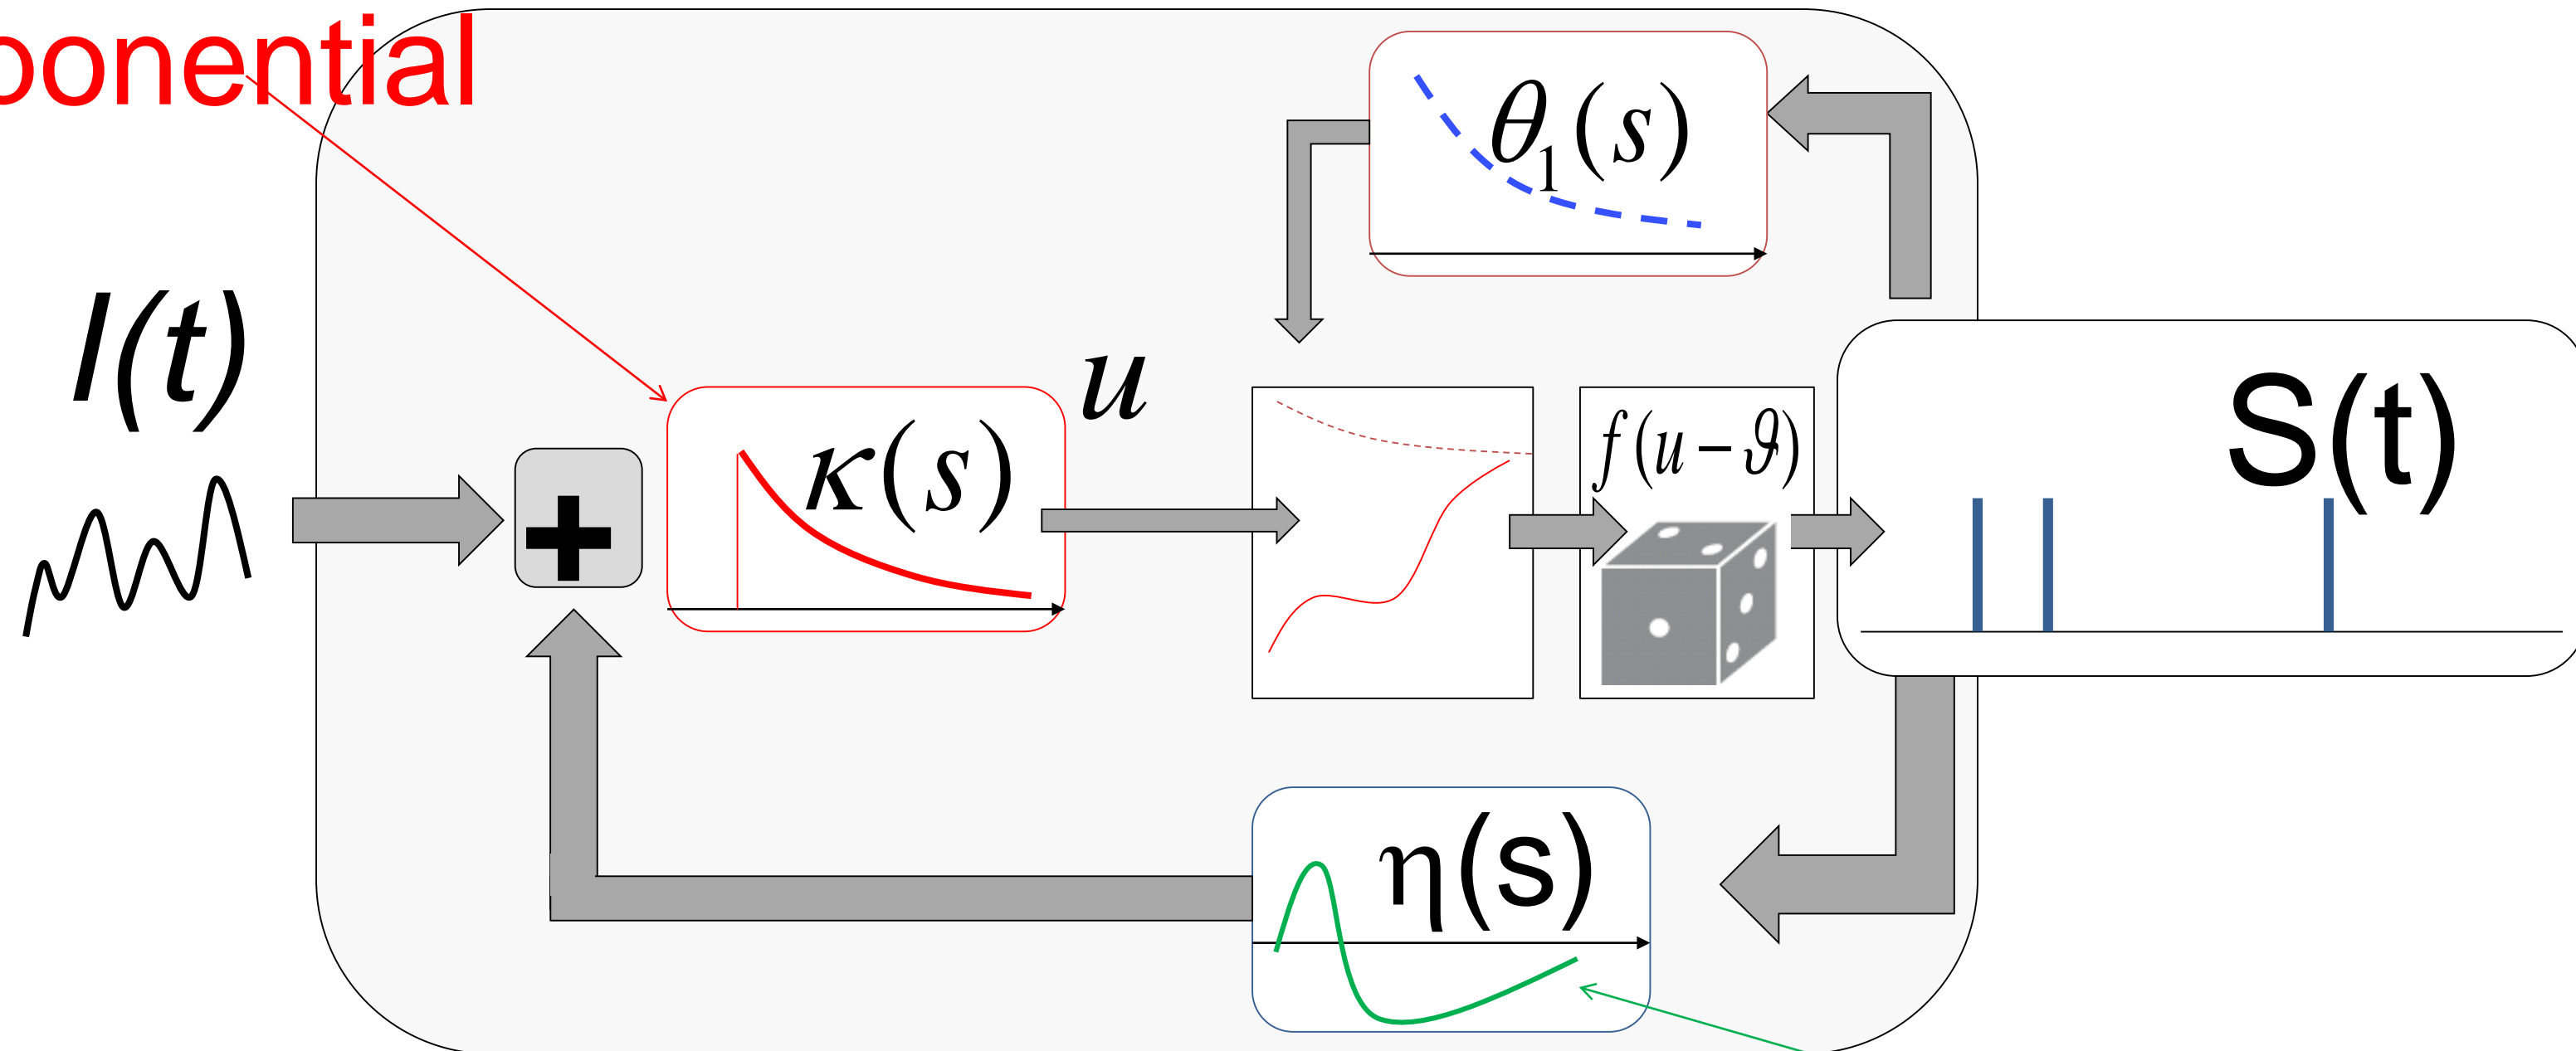 ponential
θ₁(s)
I(t)
u
κ(s)
+
f(u−ϑ)
S(t)
η(s)